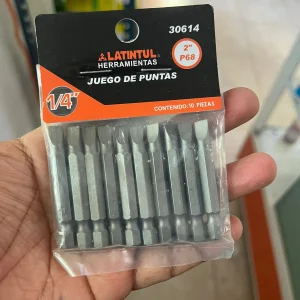 30614
LATINTUL
HERRAMIENTAS
2"
P68
JUEGO DE PUNTAS
1/4"
CONTENIDO: 10 PIEZAS